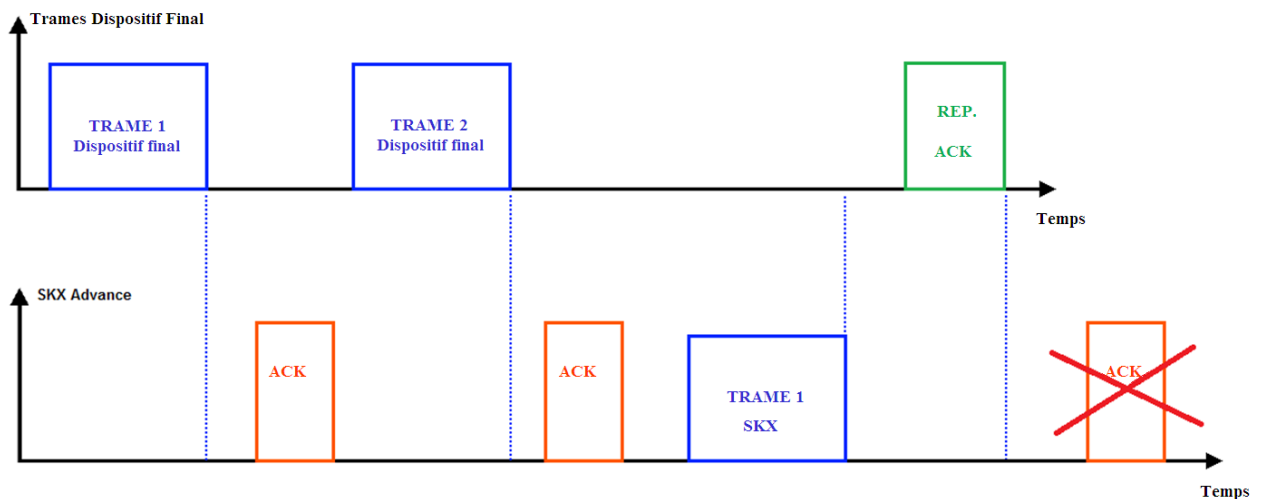 Trames Dispositif Final
TRAME 1
Dispositif final
TRAME 2
Dispositif final
REP.
ACK
Temps
SKX Advance
ACK
ACK
TRAME 1
SKX
ACK
Temps